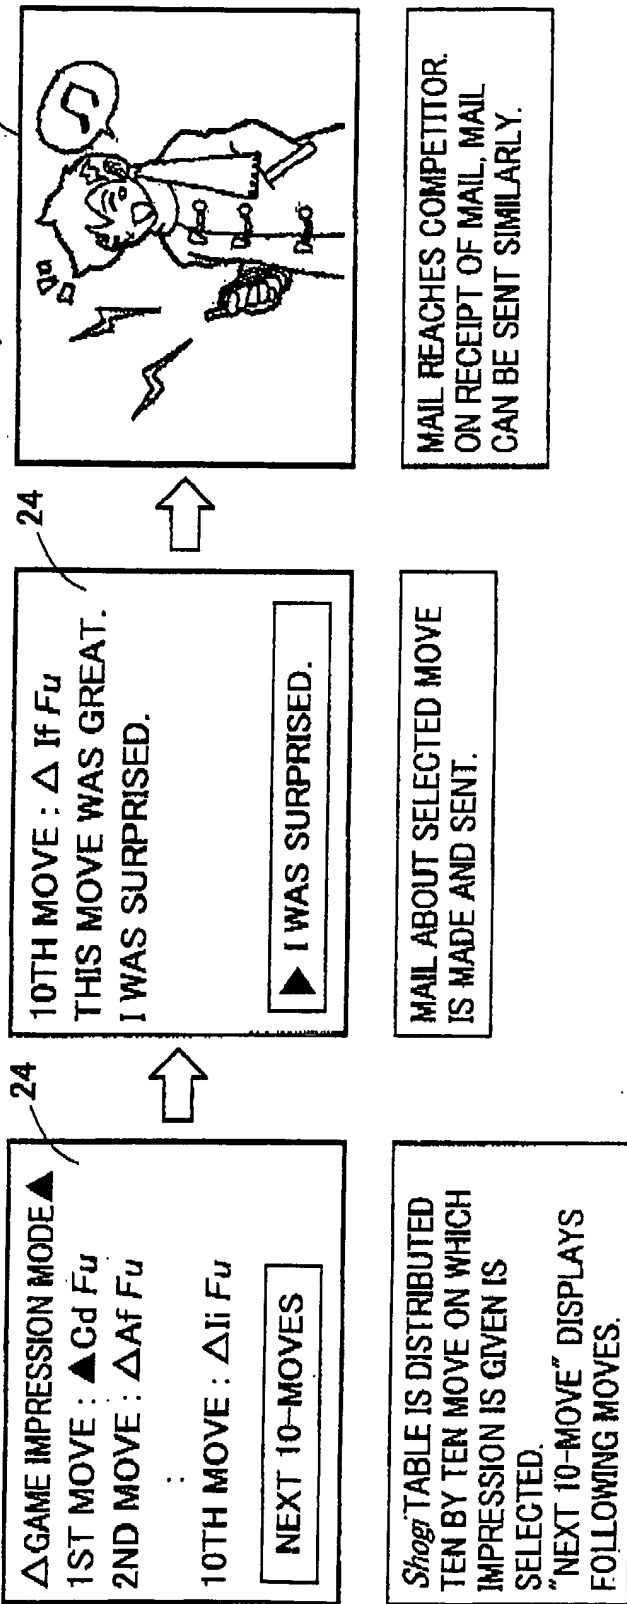 △GAME IMPRESSION MODE▲
1ST MOVE : ▲Cd Fu
2ND MOVE : △Af Fu
:
10TH MOVE : △Ii Fu
NEXT 10-MOVES
24
Shogi TABLE IS DISTRIBUTED
TEN BY TEN MOVE ON WHICH
IMPRESSION IS GIVEN IS
SELECTED.
"NEXT 10-MOVE" DISPLAYS
FOLLOWING MOVES.
10TH MOVE : △ If Fu
THIS MOVE WAS GREAT.
I WAS SURPRISED.
▶ I WAS SURPRISED.
24
MAIL ABOUT SELECTED MOVE
IS MADE AND SENT.
MAIL REACHES COMPETITOR.
ON RECEIPT OF MAIL, MAIL
CAN BE SENT SIMILARLY.